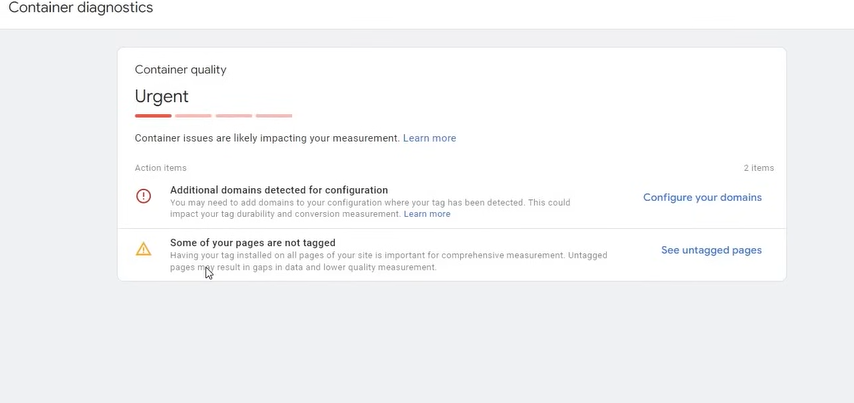 Container diagnostics
Container quality
Urgent
Container issues are likely impacting your measurement. Learn more
Action items 2 items
Additional domains detected for configuration
You may need to add domains to your configuration where your tag has been detected. This could
impact your tag durability and conversion measurement. Learn more
Configure your domains
Some of your pages are not tagged
Having your tag installed on all pages of your site is important for comprehensive measurement. Untagged
pages may result in gaps in data and lower quality measurement.
See untagged pages